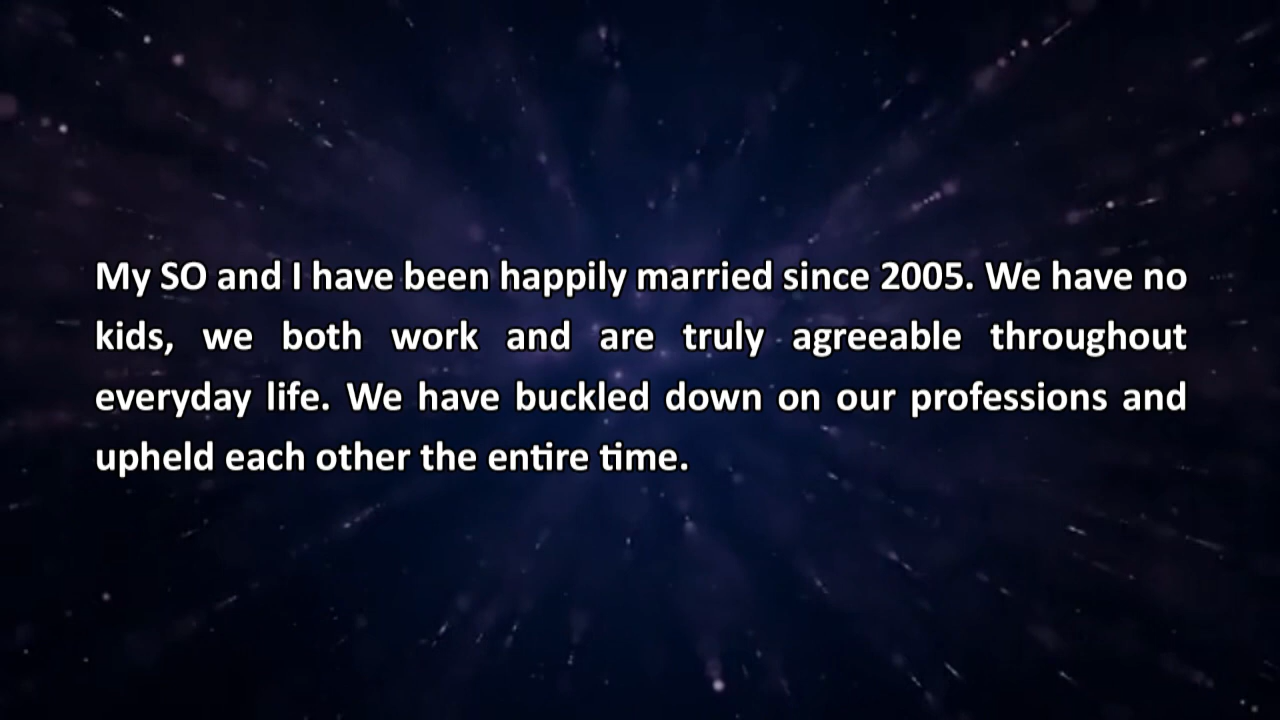 My SO and I have been happily married since 2005. We have no
kids, we both work and are truly agreeable throughout
everyday life. We have buckled down on our professions and
upheld each other the entire time.